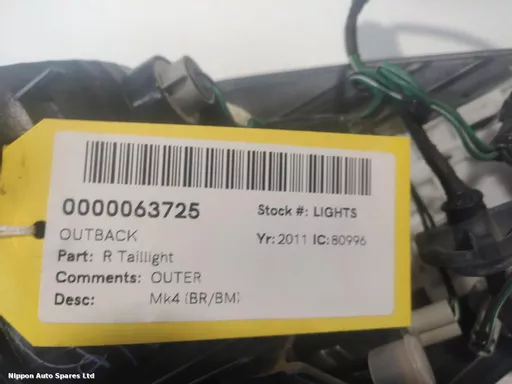 0000063725 Stock #: LIGHTS
OUTBACK Yr: 2011 IC: 80996
Part: R Taillight
Comments: OUTER
Desc: Mk4 (BR/BM)
Nippon Auto Spares Ltd